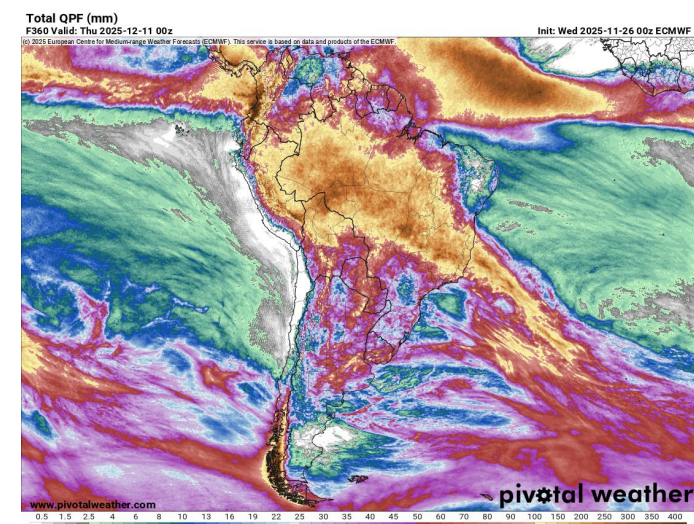 Total QPF (mm)
F360 Valid: Thu 2025-12-11 00z Init: Wed 2025-11-26 00z ECMWF
(c) 2025 European Centre for Medium-range Weather Forecasts (ECMWF). This service is based on data and products of the ECMWF.
pivotal weather
www.pivotalweather.com
0.5 1.5 2.5 4 6 8 10 13 16 19 22 25 30 35 40 45 50 60 70 80 90 100 150 200 250 300 350 400